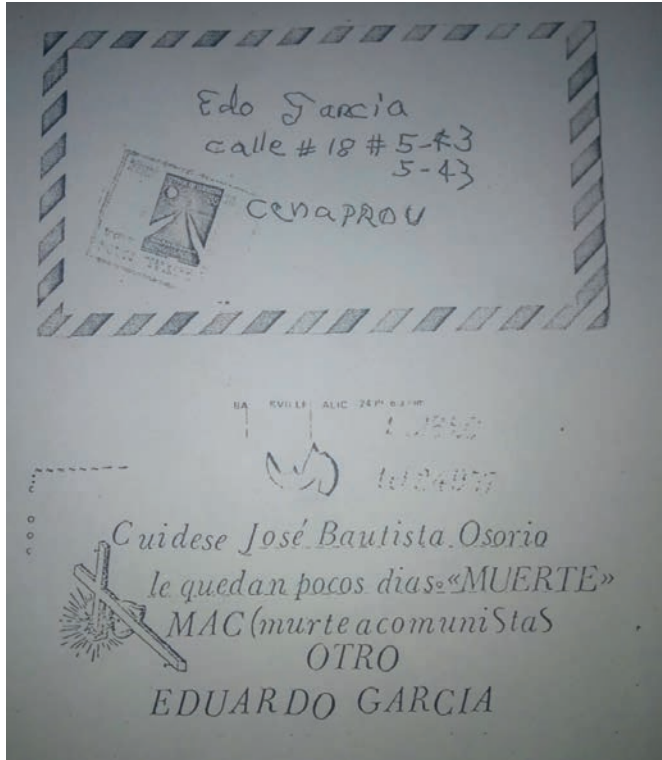 Edo Garcia
calle # 18 # 5-43
5-43
CenaPROV
Cuidese José Bautista Osorio
le quedan pocos dias «MUERTE»
MAC (murte a comuniStaS
OTRO
EDUARDO GARCIA